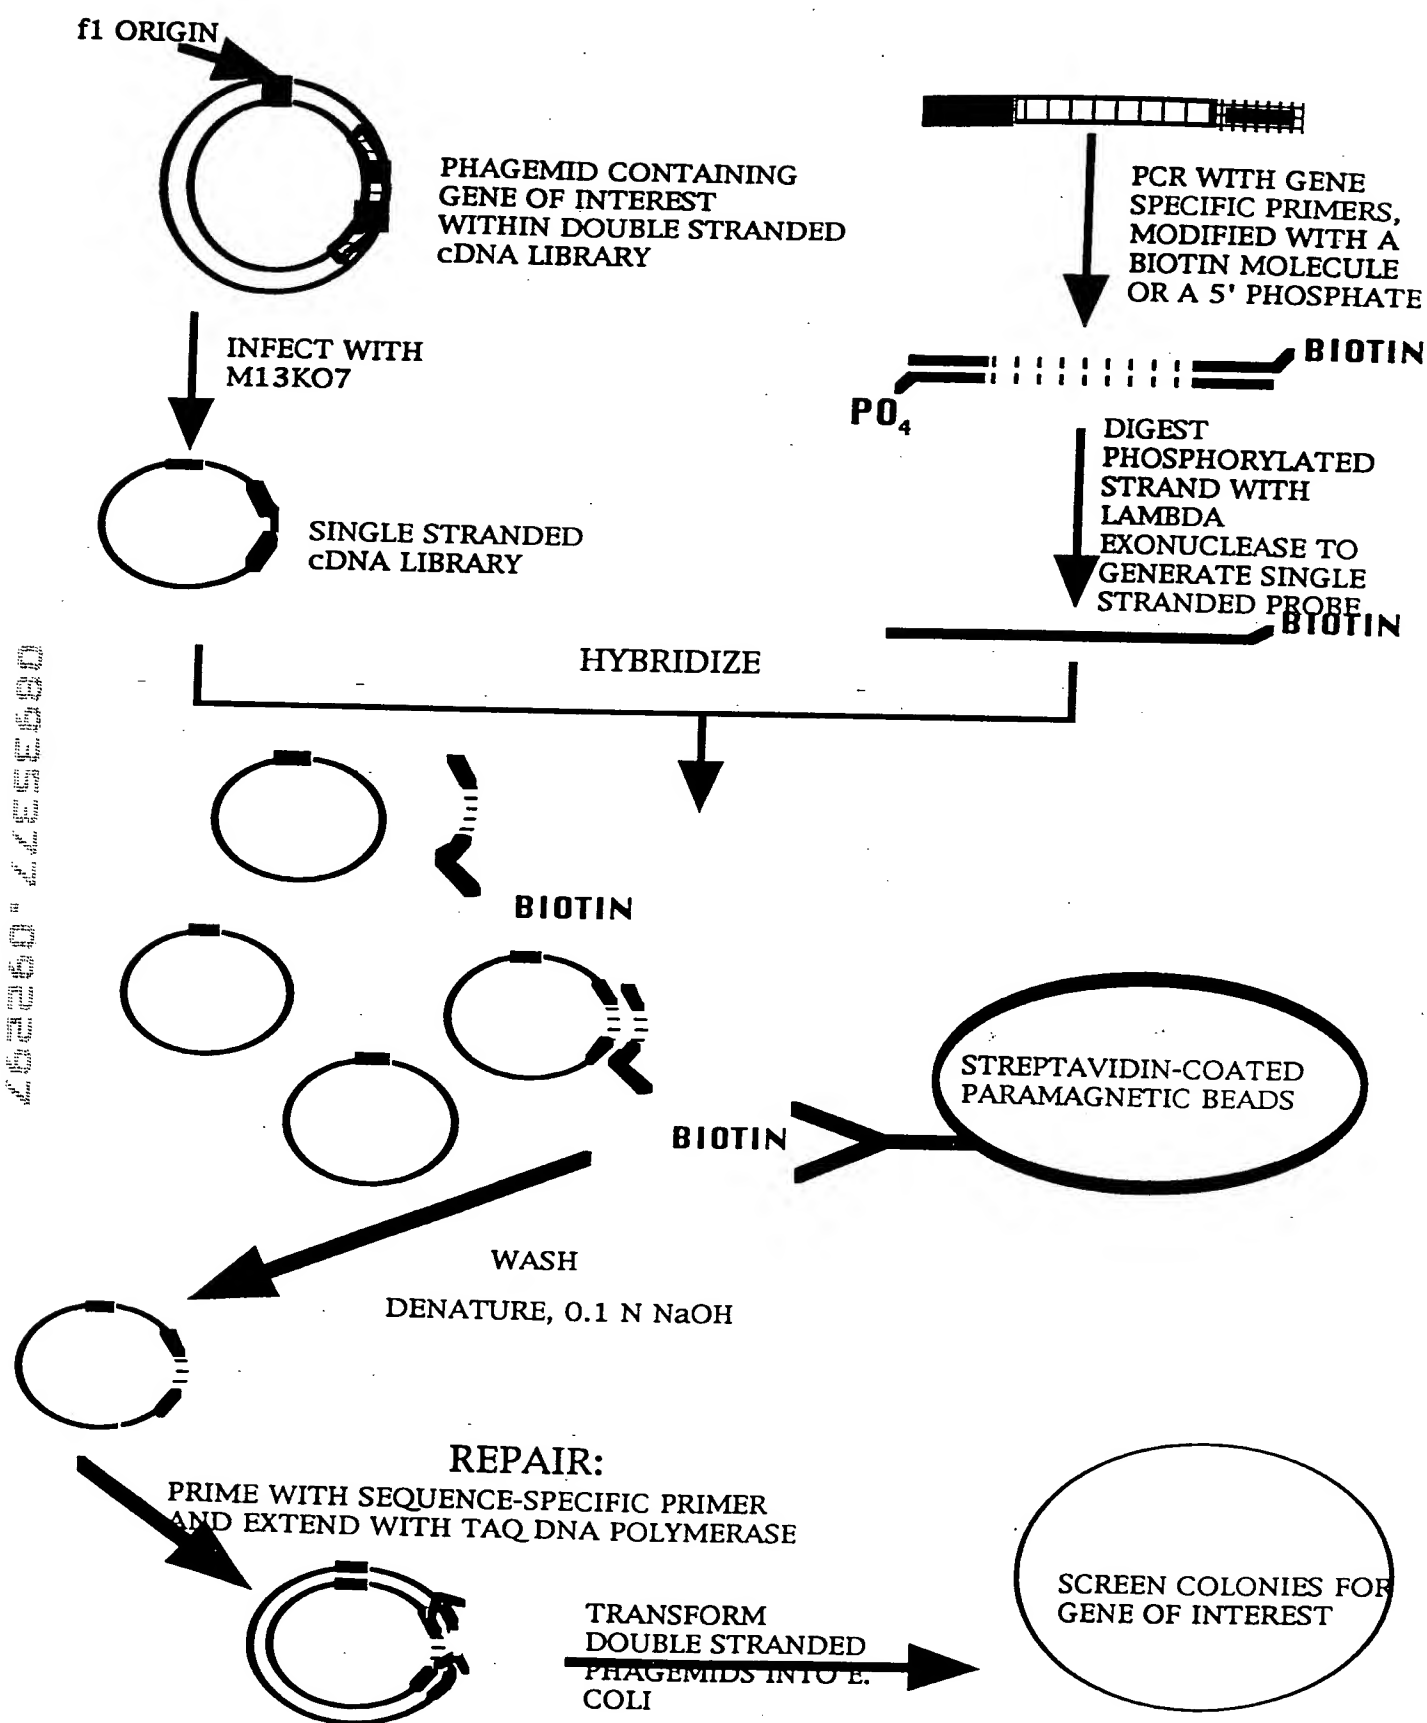 f1 ORIGIN
PHAGEMID CONTAINING
GENE OF INTEREST
WITHIN DOUBLE STRANDED
cDNA LIBRARY
PCR WITH GENE
SPECIFIC PRIMERS,
MODIFIED WITH A
BIOTIN MOLECULE
OR A 5' PHOSPHATE
INFECT WITH
M13KO7
BIOTIN
PO4
DIGEST
PHOSPHORYLATED
STRAND WITH
LAMBDA
EXONUCLEASE TO
GENERATE SINGLE
STRANDED PROBE
BIOTIN
SINGLE STRANDED
cDNA LIBRARY
HYBRIDIZE
BIOTIN
STREPTAVIDIN-COATED
PARAMAGNETIC BEADS
BIOTIN
WASH
DENATURE, 0.1 N NaOH
REPAIR:
PRIME WITH SEQUENCE-SPECIFIC PRIMER
AND EXTEND WITH TAQ DNA POLYMERASE
TRANSFORM
DOUBLE STRANDED
PHAGEMIDS INTO E.
COLI
SCREEN COLONIES FOR
GENE OF INTEREST